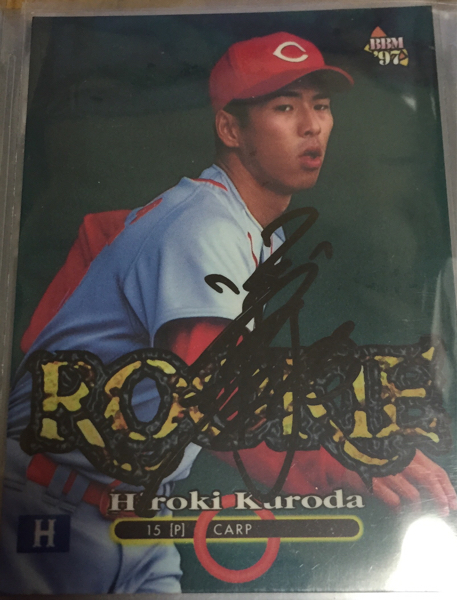 C
BBM
'97
ROOKIE
Hiroki Kuroda
H
15 [P] CARP